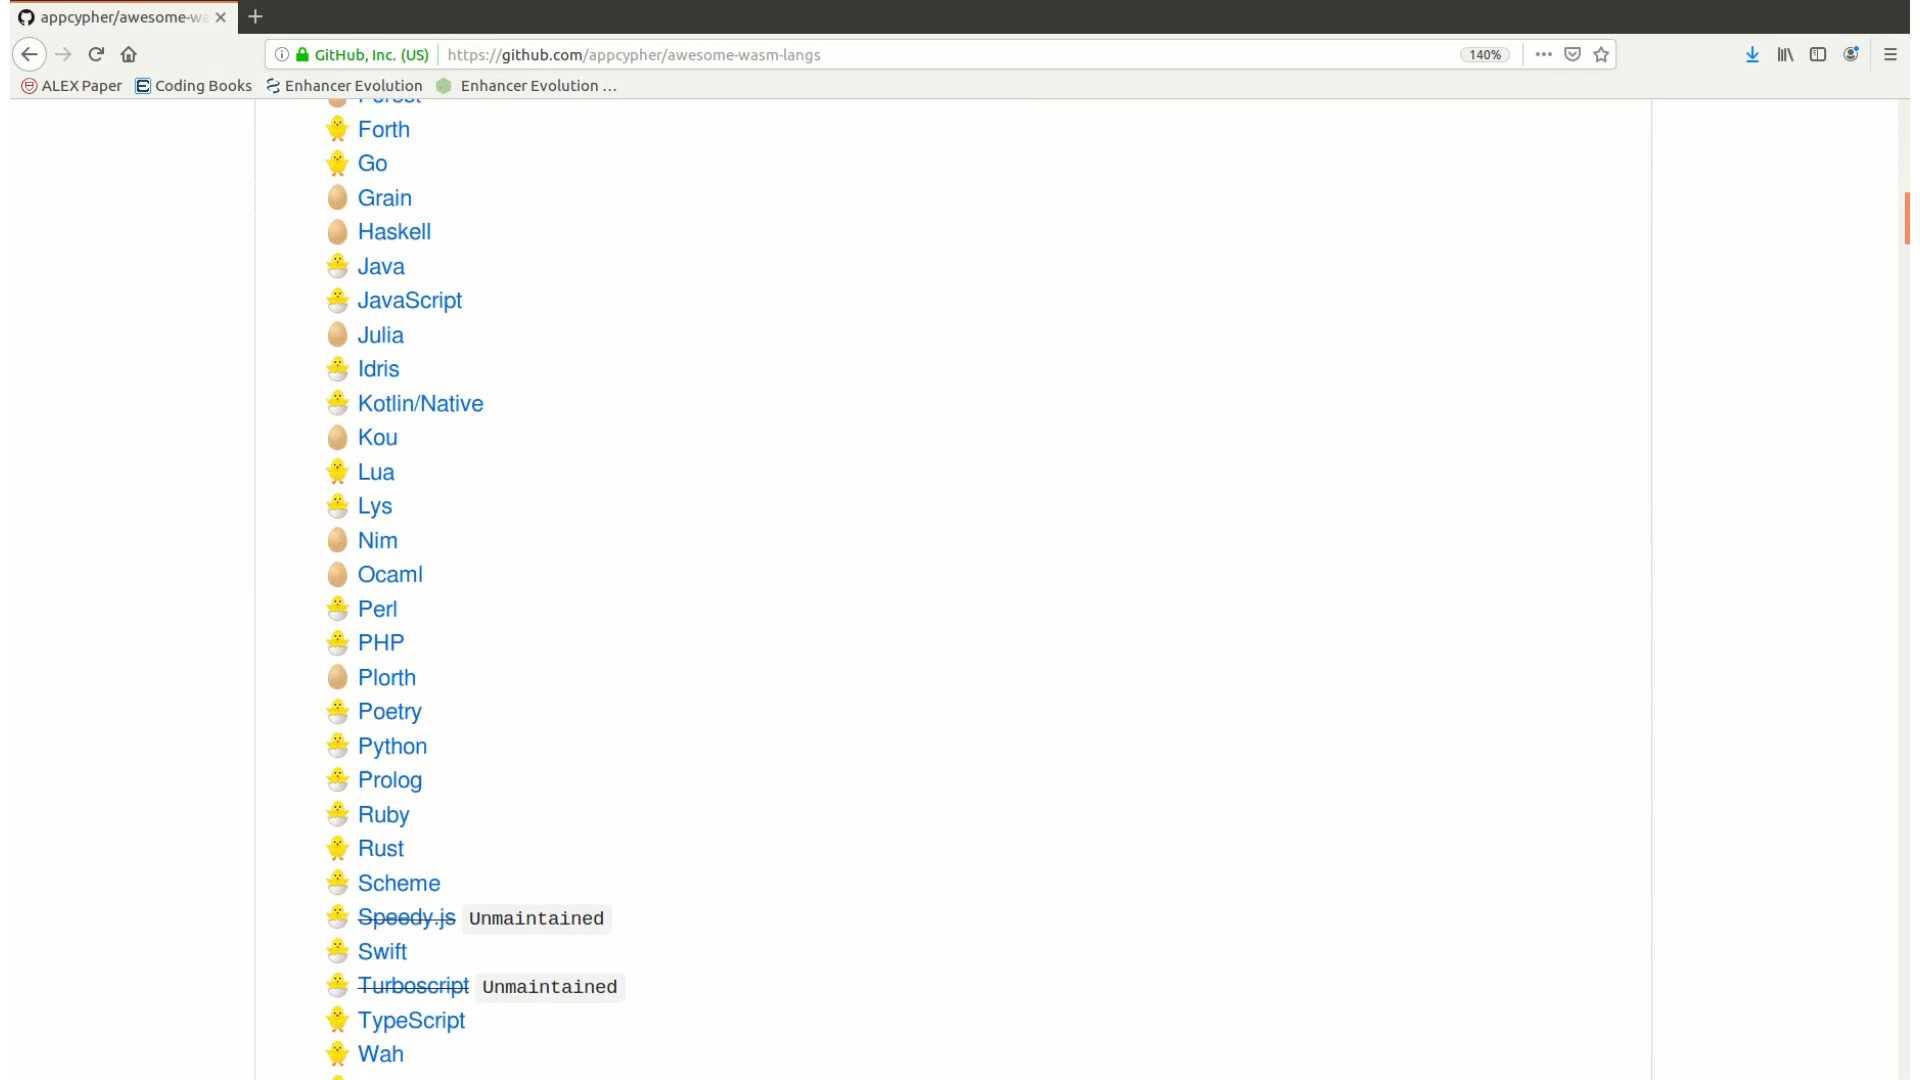 appcypher/awesome-wa
GitHub, Inc. (US) https://github.com/appcypher/awesome-wasm-langs 140%
ALEX Paper Coding Books Enhancer Evolution Enhancer Evolution ...
Forest
Forth
Go
Grain
Haskell
Java
JavaScript
Julia
Idris
Kotlin/Native
Kou
Lua
Lys
Nim
Ocaml
Perl
PHP
Plorth
Poetry
Python
Prolog
Ruby
Rust
Scheme
Speedy.js Unmaintained
Swift
Turboscript Unmaintained
TypeScript
Wah